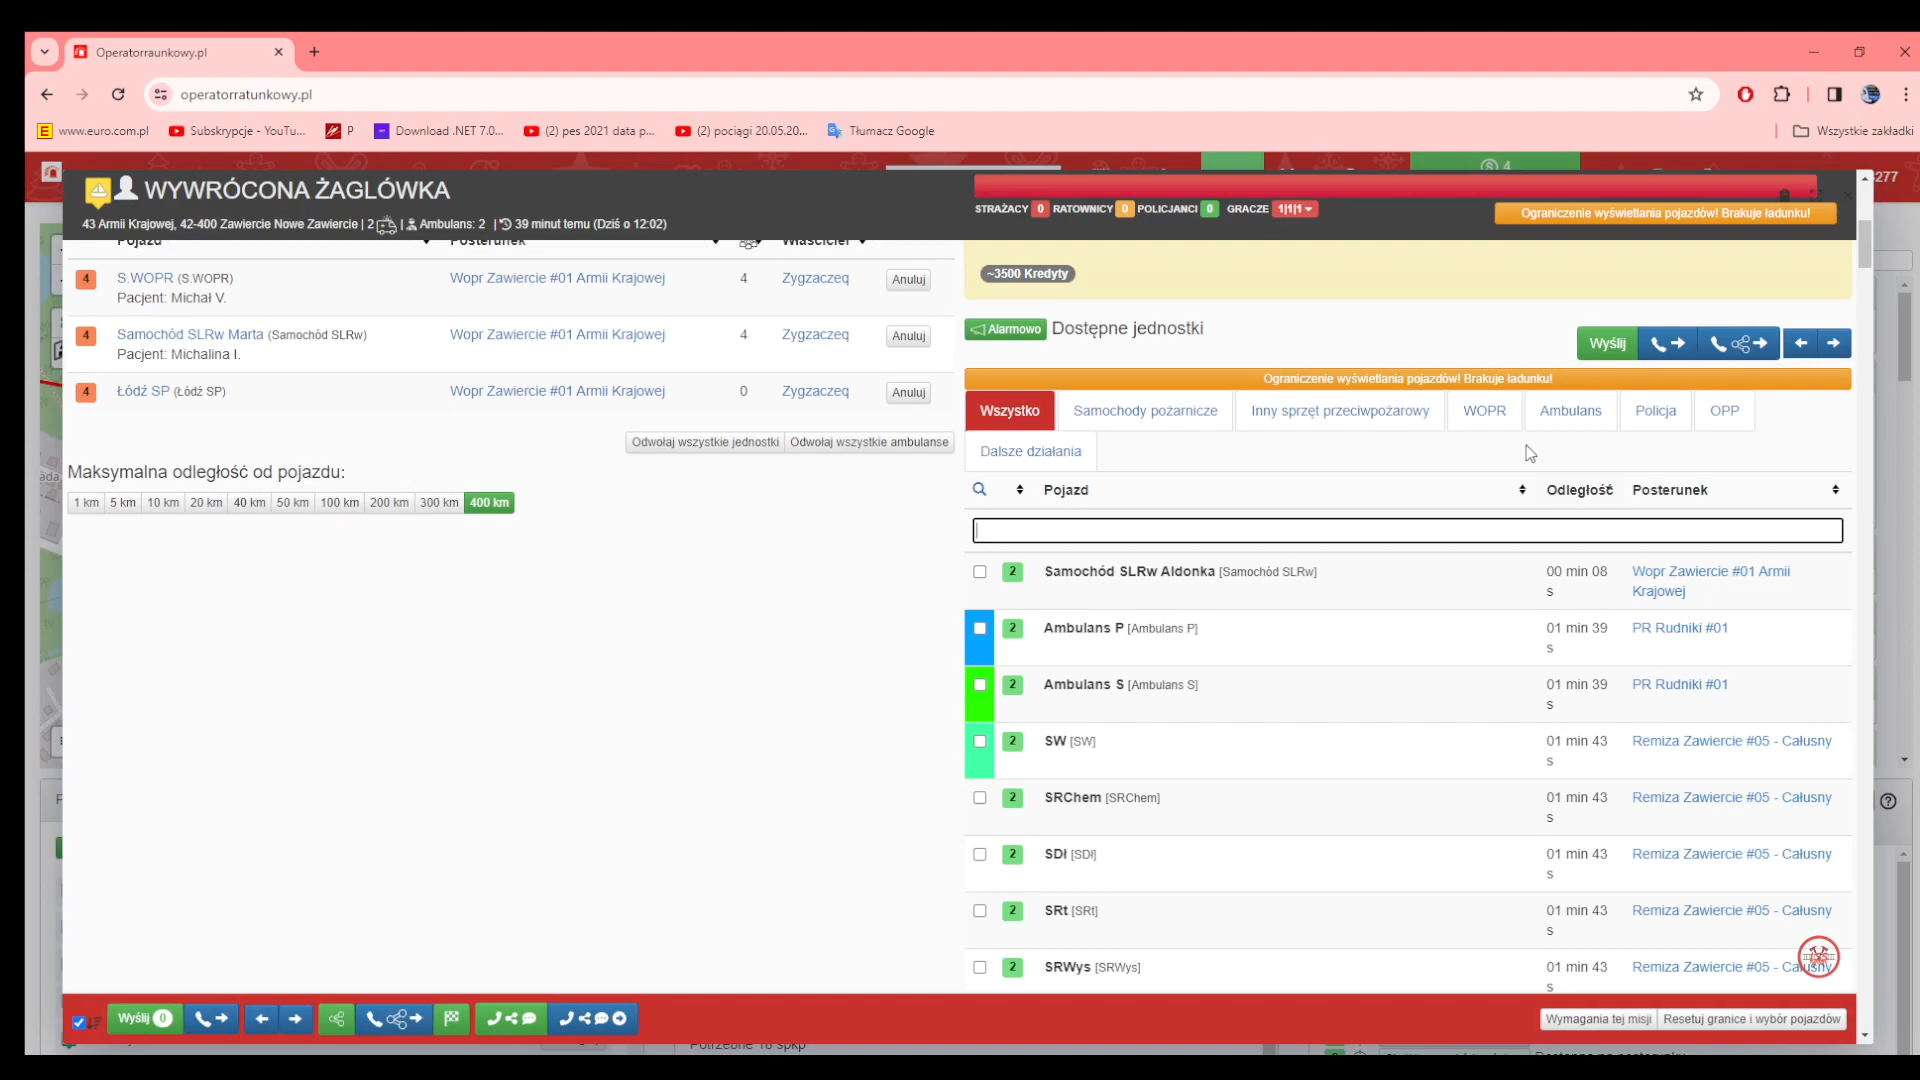 Operatorraunkowy.pl
operatorratunkowy.pl
www.euro.com.pl
Subskrypcje - YouTu...
P
Download .NET 7.0...
(2) pes 2021 data p...
(2) pociągi 20.05.20...
Tłumacz Google
Wszystkie zakładki
4
277
WYWRÓCONA ŻAGLÓWKA
43 Armii Krajowej, 42-400 Zawiercie Nowe Zawiercie | 2 | Ambulans: 2 | 39 minut temu (Dziś o 12:02)
STRAŻACY 0 RATOWNICY 0 POLICJANCI 0 GRACZE 1|1|1
Ograniczenie wyświetlania pojazdów! Brakuje ładunku!
Pojazd Posterunek Właściciel
4 S.WOPR (S.WOPR) Wopr Zawiercie #01 Armii Krajowej 4 Zygzaczeq Anuluj
Pacjent: Michał V.
4 Samochód SLRw Marta (Samochód SLRw) Wopr Zawiercie #01 Armii Krajowej 4 Zygzaczeq Anuluj
Pacjent: Michalina I.
4 Łódź SP (Łódź SP) Wopr Zawiercie #01 Armii Krajowej 0 Zygzaczeq Anuluj
Odwołaj wszystkie jednostki Odwołaj wszystkie ambulanse
Maksymalna odległość od pojazdu:
1 km 5 km 10 km 20 km 40 km 50 km 100 km 200 km 300 km 400 km
~3500 Kredyty
Alarmowo Dostępne jednostki
Wyślij
Ograniczenie wyświetlania pojazdów! Brakuje ładunku!
Wszystko Samochody pożarnicze Inny sprzęt przeciwpożarowy WOPR Ambulans Policja OPP
Dalsze działania
Pojazd Odległość Posterunek
2 Samochód SLRw Aldonka [Samochód SLRw] 00 min 08 Wopr Zawiercie #01 Armii
s Krajowej
2 Ambulans P [Ambulans P] 01 min 39 PR Rudniki #01
s
2 Ambulans S [Ambulans S] 01 min 39 PR Rudniki #01
s
2 SW [SW] 01 min 43 Remiza Zawiercie #05 - Całusny
s
2 SRChem [SRChem] 01 min 43 Remiza Zawiercie #05 - Całusny
s
2 SDł [SDł] 01 min 43 Remiza Zawiercie #05 - Całusny
s
2 SRt [SRt] 01 min 43 Remiza Zawiercie #05 - Całusny
s
2 SRWys [SRWys] 01 min 43 Remiza Zawiercie #05 - Całusny
s
Wyślij 0
Wymagania tej misji Resetuj granice i wybór pojazdów